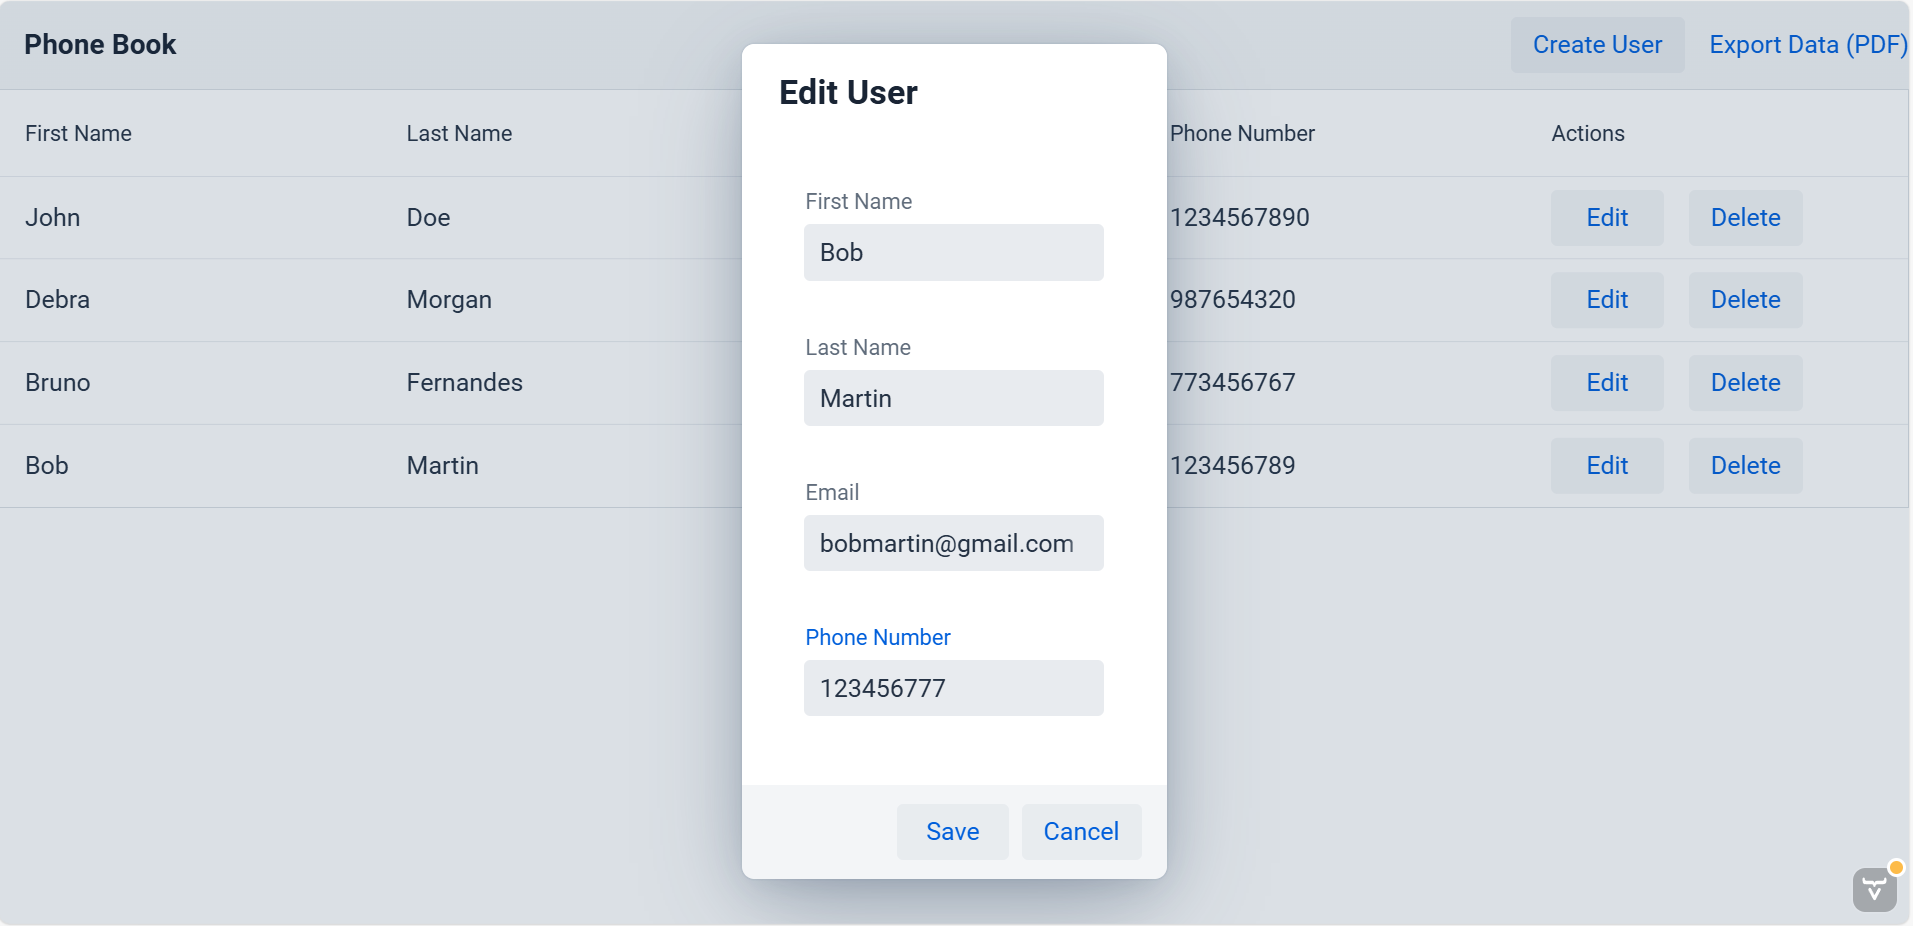 Phone Book
Create User
Export Data (PDF)
First Name
Last Name
Phone Number
Actions
John
Doe
1234567890
Edit
Delete
Debra
Morgan
987654320
Edit
Delete
Bruno
Fernandes
773456767
Edit
Delete
Bob
Martin
123456789
Edit
Delete
Edit User
First Name
Bob
Last Name
Martin
Email
bobmartin@gmail.com
Phone Number
123456777
Save
Cancel